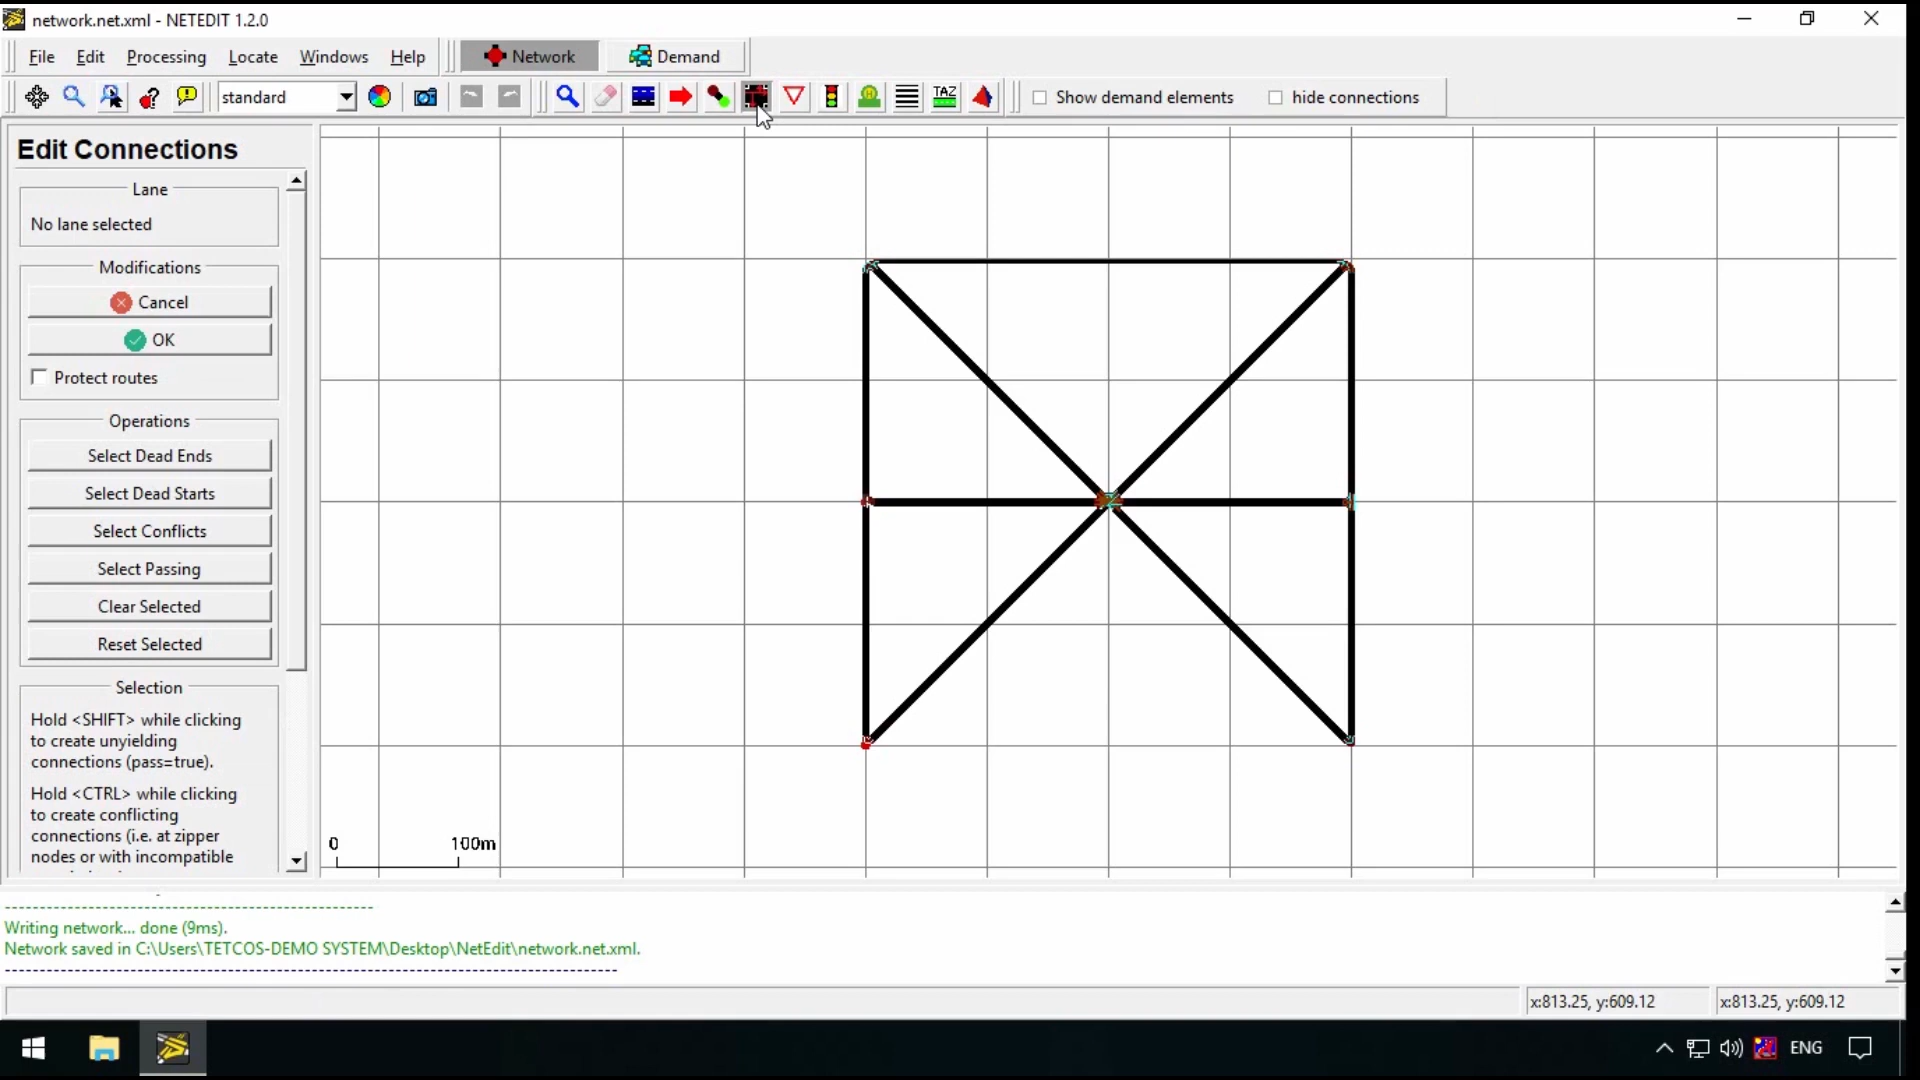 network.net.xml - NETEDIT 1.2.0
File Edit Processing Locate Windows Help Network Demand
standard TAZ Show demand elements hide connections
Edit Connections
Lane
No lane selected
Modifications
Cancel
OK
Protect routes
Operations
Select Dead Ends
Select Dead Starts
Select Conflicts
Select Passing
Clear Selected
Reset Selected
Selection
Hold <SHIFT> while clicking
to create unyielding
connections (pass=true).
Hold <CTRL> while clicking
to create conflicting
connections (i.e. at zipper
nodes or with incompatible
0 100m
Writing network... done (9ms).
Network saved in C:\Users\TETCOS-DEMO SYSTEM\Desktop\NetEdit\network.net.xml.
x:813.25, y:609.12 x:813.25, y:609.12
ENG